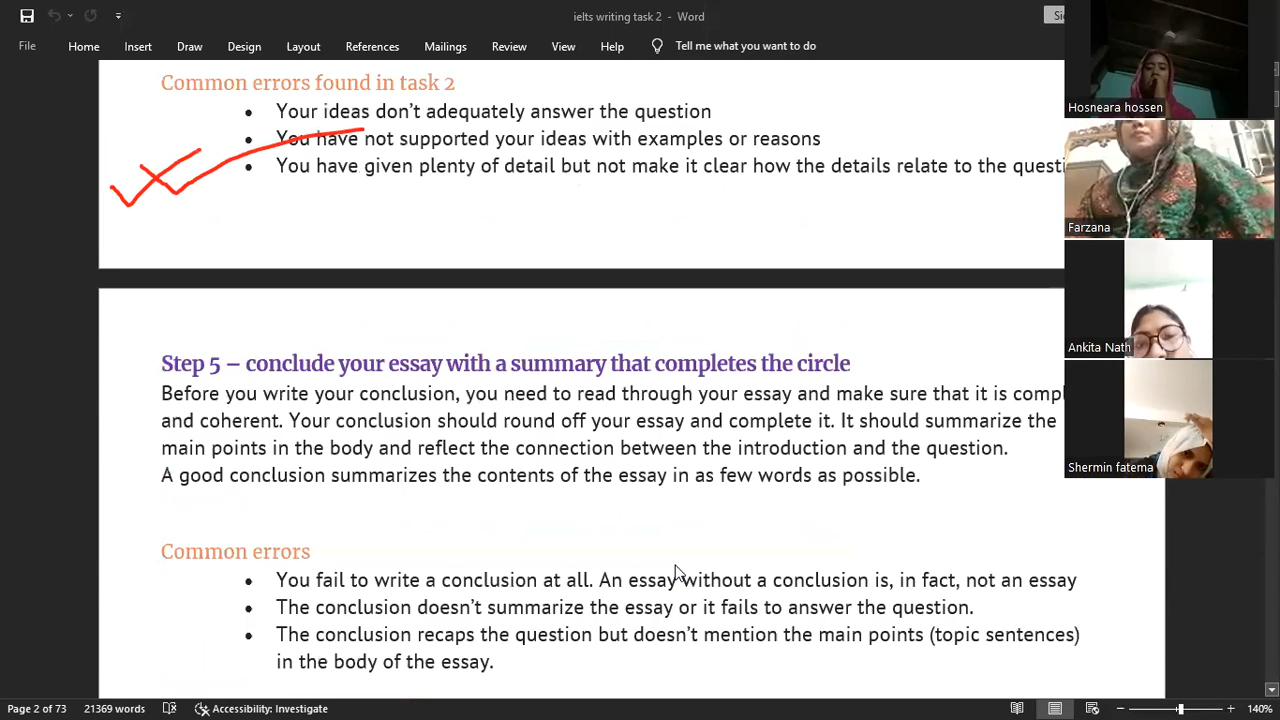 ielts writing task 2 - Word
File Home Insert Draw Design Layout References Mailings Review View Help Tell me what you want to do
Common errors found in task 2
• Your ideas don't adequately answer the question
• You have not supported your ideas with examples or reasons
• You have given plenty of detail but not make it clear how the details relate to the
Step 5 – conclude your essay with a summary that completes the circle
Before you write your conclusion, you need to read through your essay and make sure that it is
and coherent. Your conclusion should round off your essay and complete it. It should summarize the
main points in the body and reflect the connection between the introduction and the question.
A good conclusion summarizes the contents of the essay in as few words as possible.
Common errors
• You fail to write a conclusion at all. An essay without a conclusion is, in fact, not an essay
• The conclusion doesn't summarize the essay or it fails to answer the question.
• The conclusion recaps the question but doesn't mention the main points (topic sentences)
in the body of the essay.
Hosneara hossen
Farzana
Ankita Nath
Shermin fatema
Page 2 of 73 21369 words Accessibility: Investigate 140%